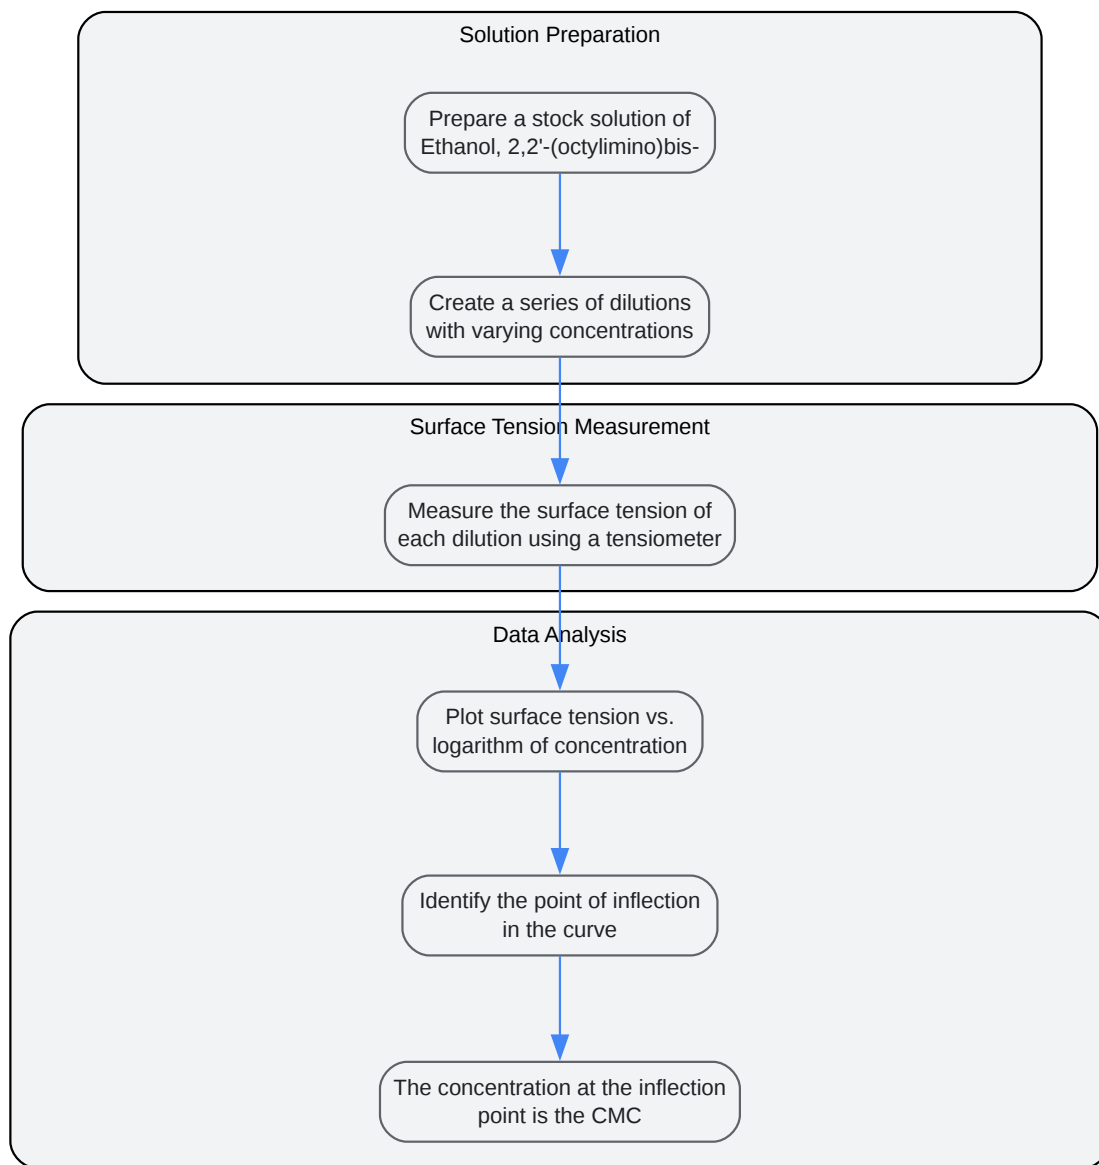 Solution Preparation
Prepare a stock solution of
Ethanol, 2,2'-(octylimino)bis-
Create a series of dilutions
with varying concentrations
Surface Tension Measurement
Measure the surface tension of
each dilution using a tensiometer
Data Analysis
Plot surface tension vs.
logarithm of concentration
Identify the point of inflection
in the curve
The concentration at the inflection
point is the CMC